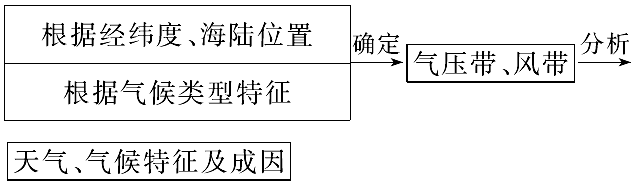 根据经纬度、海陆位置
根据气候类型特征
确定
气压带、风带
分析
天气、气候特征及成因